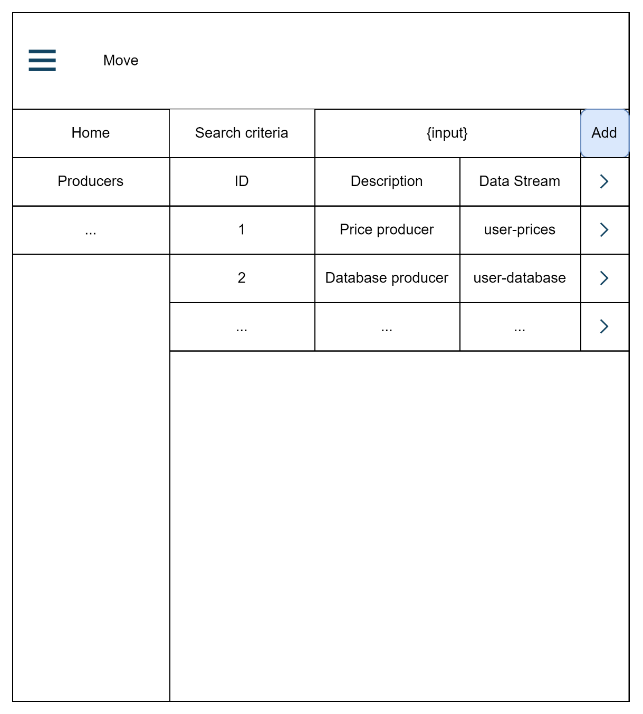 Move
Home Search criteria {input} Add
Producers ID Description Data Stream
... 1 Price producer user-prices
2 Database producer user-database
... ... ...